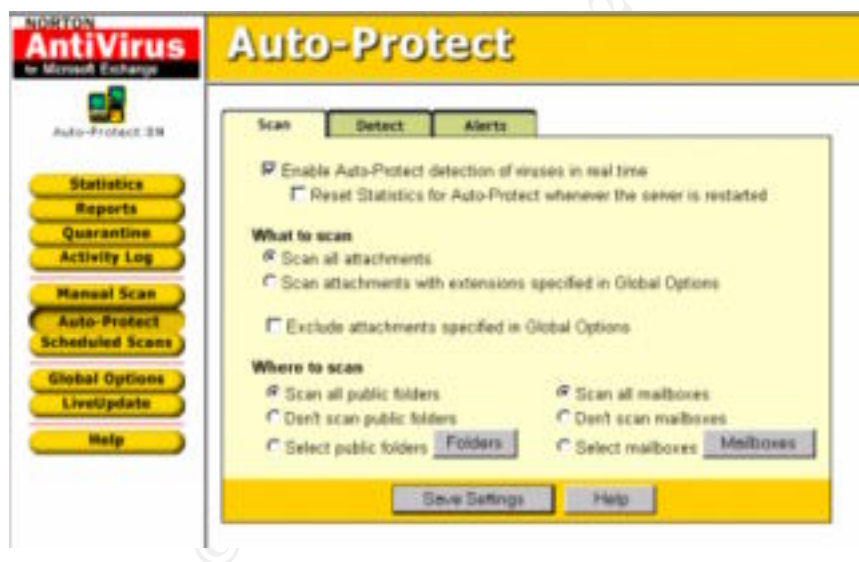 NORTON
AntiVirus
for Microsoft Exchange
Auto-Protect
Auto-Protect ON
Scan Detect Alerts
Enable Auto-Protect detection of viruses in real time
Reset Statistics for Auto-Protect whenever the server is restarted
What to scan
Scan all attachments
Scan attachments with extensions specified in Global Options
Exclude attachments specified in Global Options
Where to scan
Scan all public folders Scan all mailboxes
Don't scan public folders Don't scan mailboxes
Select public folders Folders Select mailboxes Mailboxes
Save Settings Help
Statistics
Reports
Quarantine
Activity Log
Manual Scan
Auto-Protect
Scheduled Scans
Global Options
LiveUpdate
Help